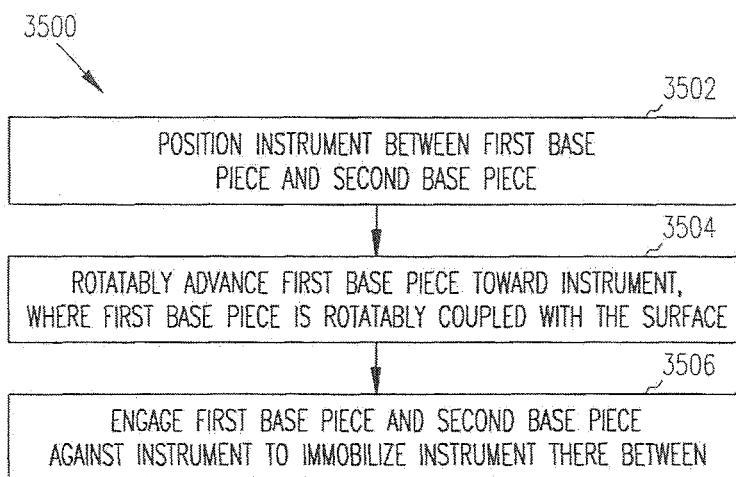 3500
3502
POSITION INSTRUMENT BETWEEN FIRST BASE
PIECE AND SECOND BASE PIECE
3504
ROTATABLY ADVANCE FIRST BASE PIECE TOWARD INSTRUMENT,
WHERE FIRST BASE PIECE IS ROTATABLY COUPLED WITH THE SURFACE
3506
ENGAGE FIRST BASE PIECE AND SECOND BASE PIECE
AGAINST INSTRUMENT TO IMMOBILIZE INSTRUMENT THERE BETWEEN